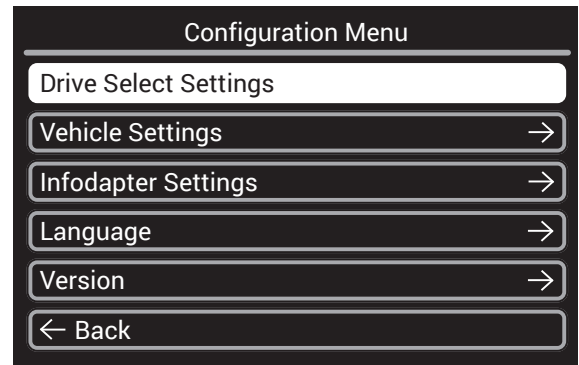 Configuration Menu
Drive Select Settings
Vehicle Settings →
Infodapter Settings →
Language →
Version →
← Back